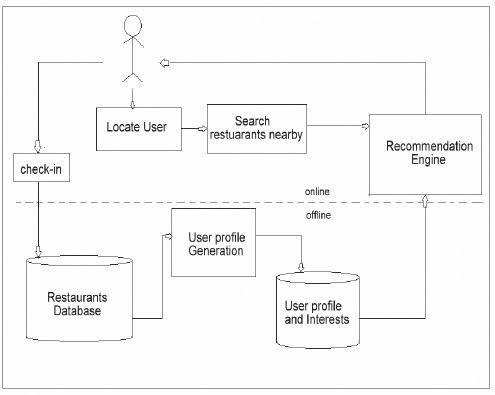 Locate User
Search
restuarants nearby
Recommendation
Engine
check-in
online
offline
User profile
Generation
Restaurants
Database
User profile
and Interests